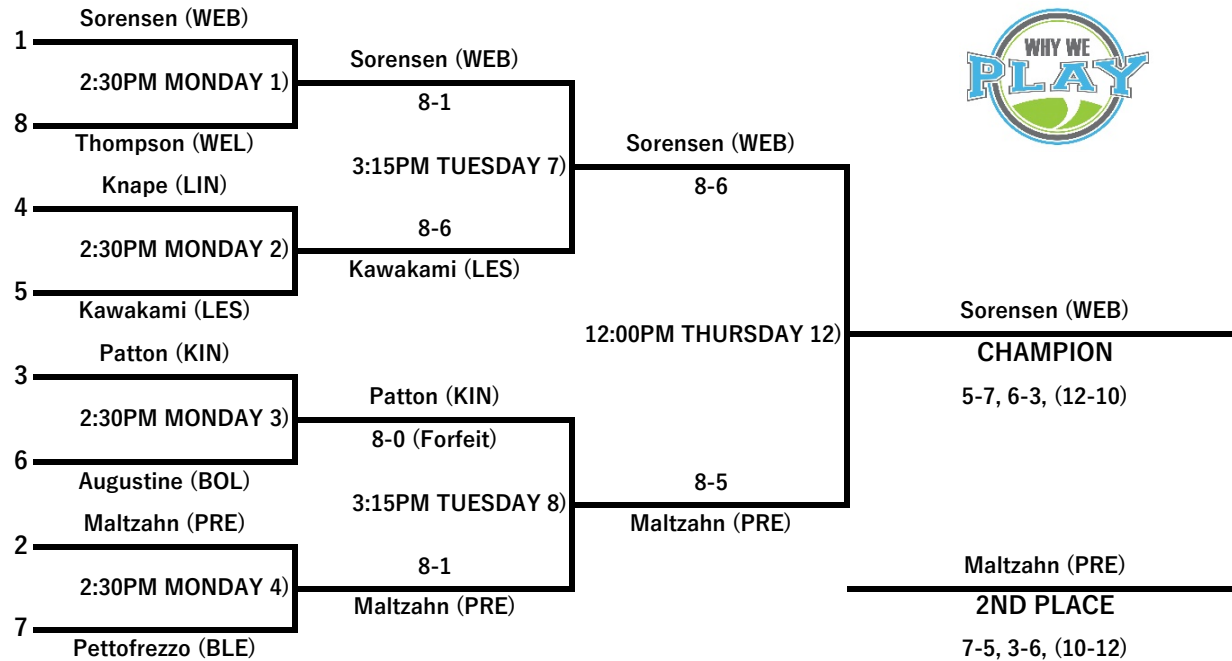 Sorensen (WEB)
1
2:30PM MONDAY 1)
8
Thompson (WEL)
Knape (LIN)
4
2:30PM MONDAY 2)
5
Kawakami (LES)
Patton (KIN)
3
2:30PM MONDAY 3)
6
Augustine (BOL)
Maltzahn (PRE)
2
2:30PM MONDAY 4)
7
Pettofrezzo (BLE)
Sorensen (WEB)
8-1
3:15PM TUESDAY 7)
8-6
Kawakami (LES)
Patton (KIN)
8-0 (Forfeit)
3:15PM TUESDAY 8)
8-1
Maltzahn (PRE)
Sorensen (WEB)
8-6
12:00PM THURSDAY 12)
8-5
Maltzahn (PRE)
WHY WE
PLAY
Sorensen (WEB)
CHAMPION
5-7, 6-3, (12-10)
Maltzahn (PRE)
2ND PLACE
7-5, 3-6, (10-12)